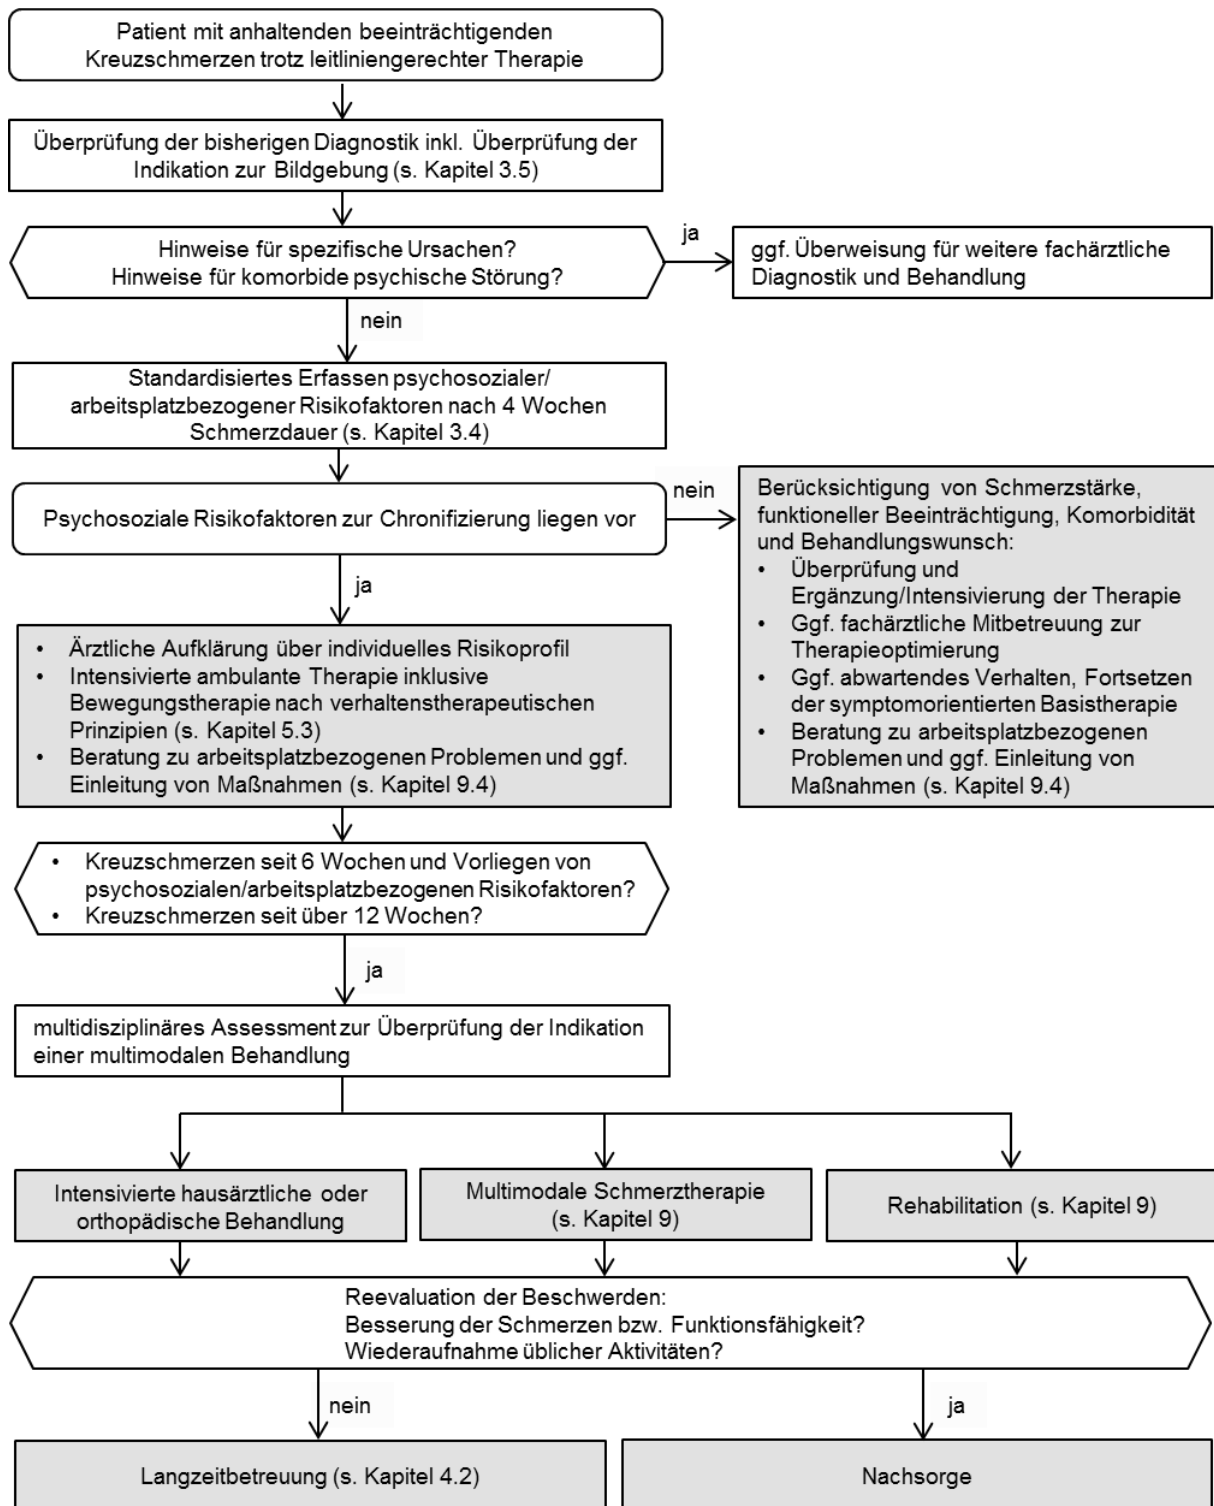 Patient mit anhaltenden beeinträchtigenden
Kreuzschmerzen trotz leitliniengerechter Therapie
Überprüfung der bisherigen Diagnostik inkl. Überprüfung der
Indikation zur Bildgebung (s. Kapitel 3.5)
Hinweise für spezifische Ursachen?
Hinweise für komorbide psychische Störung?
ja
ggf. Überweisung für weitere fachärztliche
Diagnostik und Behandlung
nein
Standardisiertes Erfassen psychosozialer/
arbeitsplatzbezogener Risikofaktoren nach 4 Wochen
Schmerzdauer (s. Kapitel 3.4)
Psychosoziale Risikofaktoren zur Chronifizierung liegen vor
nein
Berücksichtigung von Schmerzstärke,
funktioneller Beeinträchtigung, Komorbidität
und Behandlungswunsch:
• Überprüfung und
Ergänzung/Intensivierung der Therapie
• Ggf. fachärztliche Mitbetreuung zur
Therapieoptimierung
• Ggf. abwartendes Verhalten, Fortsetzen
der symptomorientierten Basistherapie
• Beratung zu arbeitsplatzbezogenen
Problemen und ggf. Einleitung von
Maßnahmen (s. Kapitel 9.4)
ja
• Ärztliche Aufklärung über individuelles Risikoprofil
• Intensivierte ambulante Therapie inklusive
Bewegungstherapie nach verhaltenstherapeutischen
Prinzipien (s. Kapitel 5.3)
• Beratung zu arbeitsplatzbezogenen Problemen und ggf.
Einleitung von Maßnahmen (s. Kapitel 9.4)
• Kreuzschmerzen seit 6 Wochen und Vorliegen von
psychosozialen/arbeitsplatzbezogenen Risikofaktoren?
• Kreuzschmerzen seit über 12 Wochen?
ja
multidisziplinäres Assessment zur Überprüfung der Indikation
einer multimodalen Behandlung
Intensivierte hausärztliche oder
orthopädische Behandlung
Multimodale Schmerztherapie
(s. Kapitel 9)
Rehabilitation (s. Kapitel 9)
Reevaluation der Beschwerden:
Besserung der Schmerzen bzw. Funktionsfähigkeit?
Wiederaufnahme üblicher Aktivitäten?
nein
ja
Langzeitbetreuung (s. Kapitel 4.2)
Nachsorge